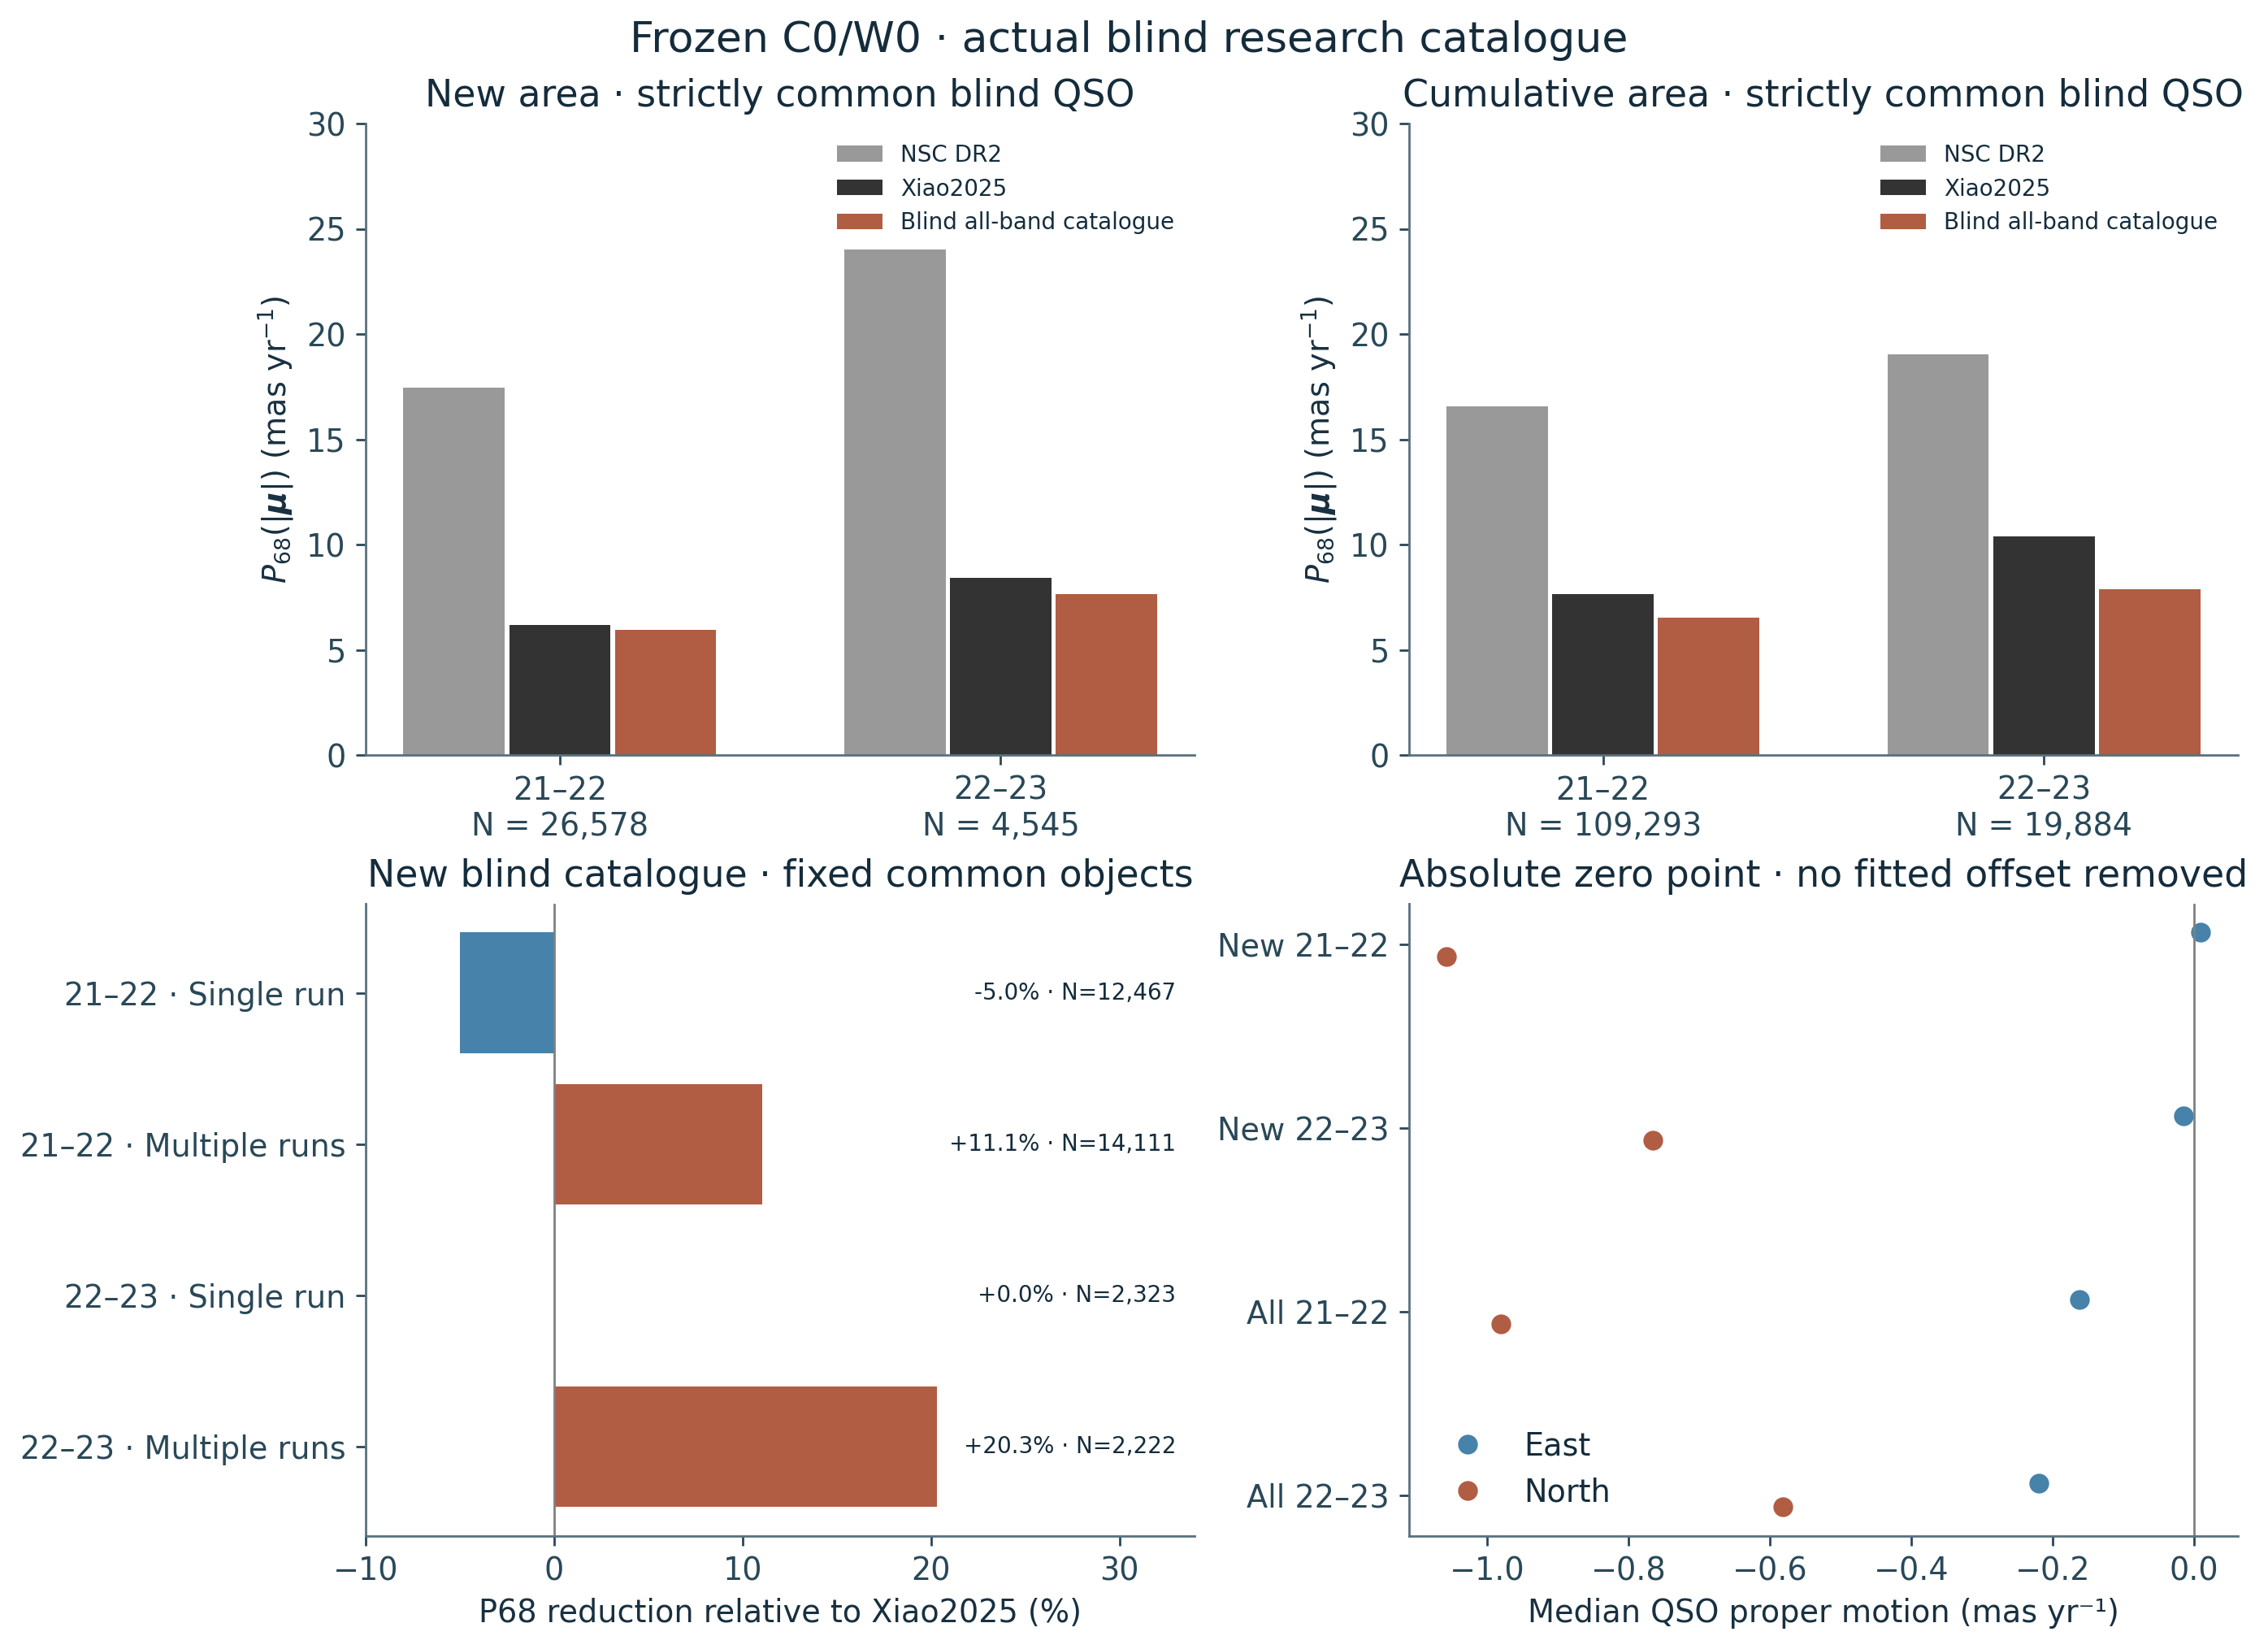 Frozen C0/W0 · actual blind research catalogue
New area · strictly common blind QSO
30
25
20
15
10
5
0
P68(|μ|) (mas yr⁻¹)
NSC DR2
Xiao2025
Blind all-band catalogue
21–22
N = 26,578
22–23
N = 4,545
Cumulative area · strictly common blind QSO
30
25
20
15
10
5
0
P68(|μ|) (mas yr⁻¹)
NSC DR2
Xiao2025
Blind all-band catalogue
21–22
N = 109,293
22–23
N = 19,884
New blind catalogue · fixed common objects
21–22 · Single run
-5.0% · N=12,467
21–22 · Multiple runs
+11.1% · N=14,111
22–23 · Single run
+0.0% · N=2,323
22–23 · Multiple runs
+20.3% · N=2,222
−10 0 10 20 30
P68 reduction relative to Xiao2025 (%)
Absolute zero point · no fitted offset removed
New 21–22
New 22–23
All 21–22
All 22–23
East
North
−1.0 −0.8 −0.6 −0.4 −0.2 0.0
Median QSO proper motion (mas yr⁻¹)